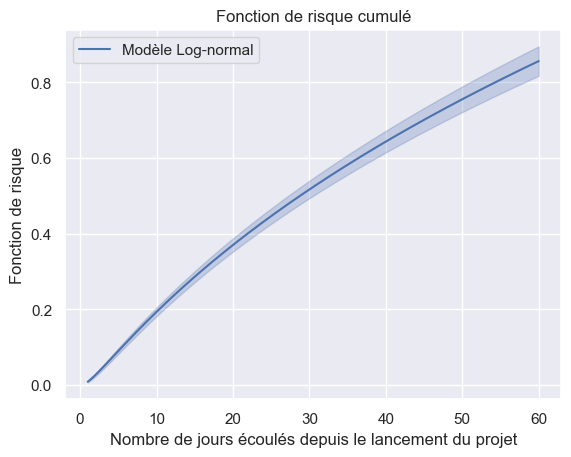 Fonction de risque cumulé
Modèle Log-normal
Fonction de risque
0.8
0.6
0.4
0.2
0.0
0 10 20 30 40 50 60
Nombre de jours écoulés depuis le lancement du projet